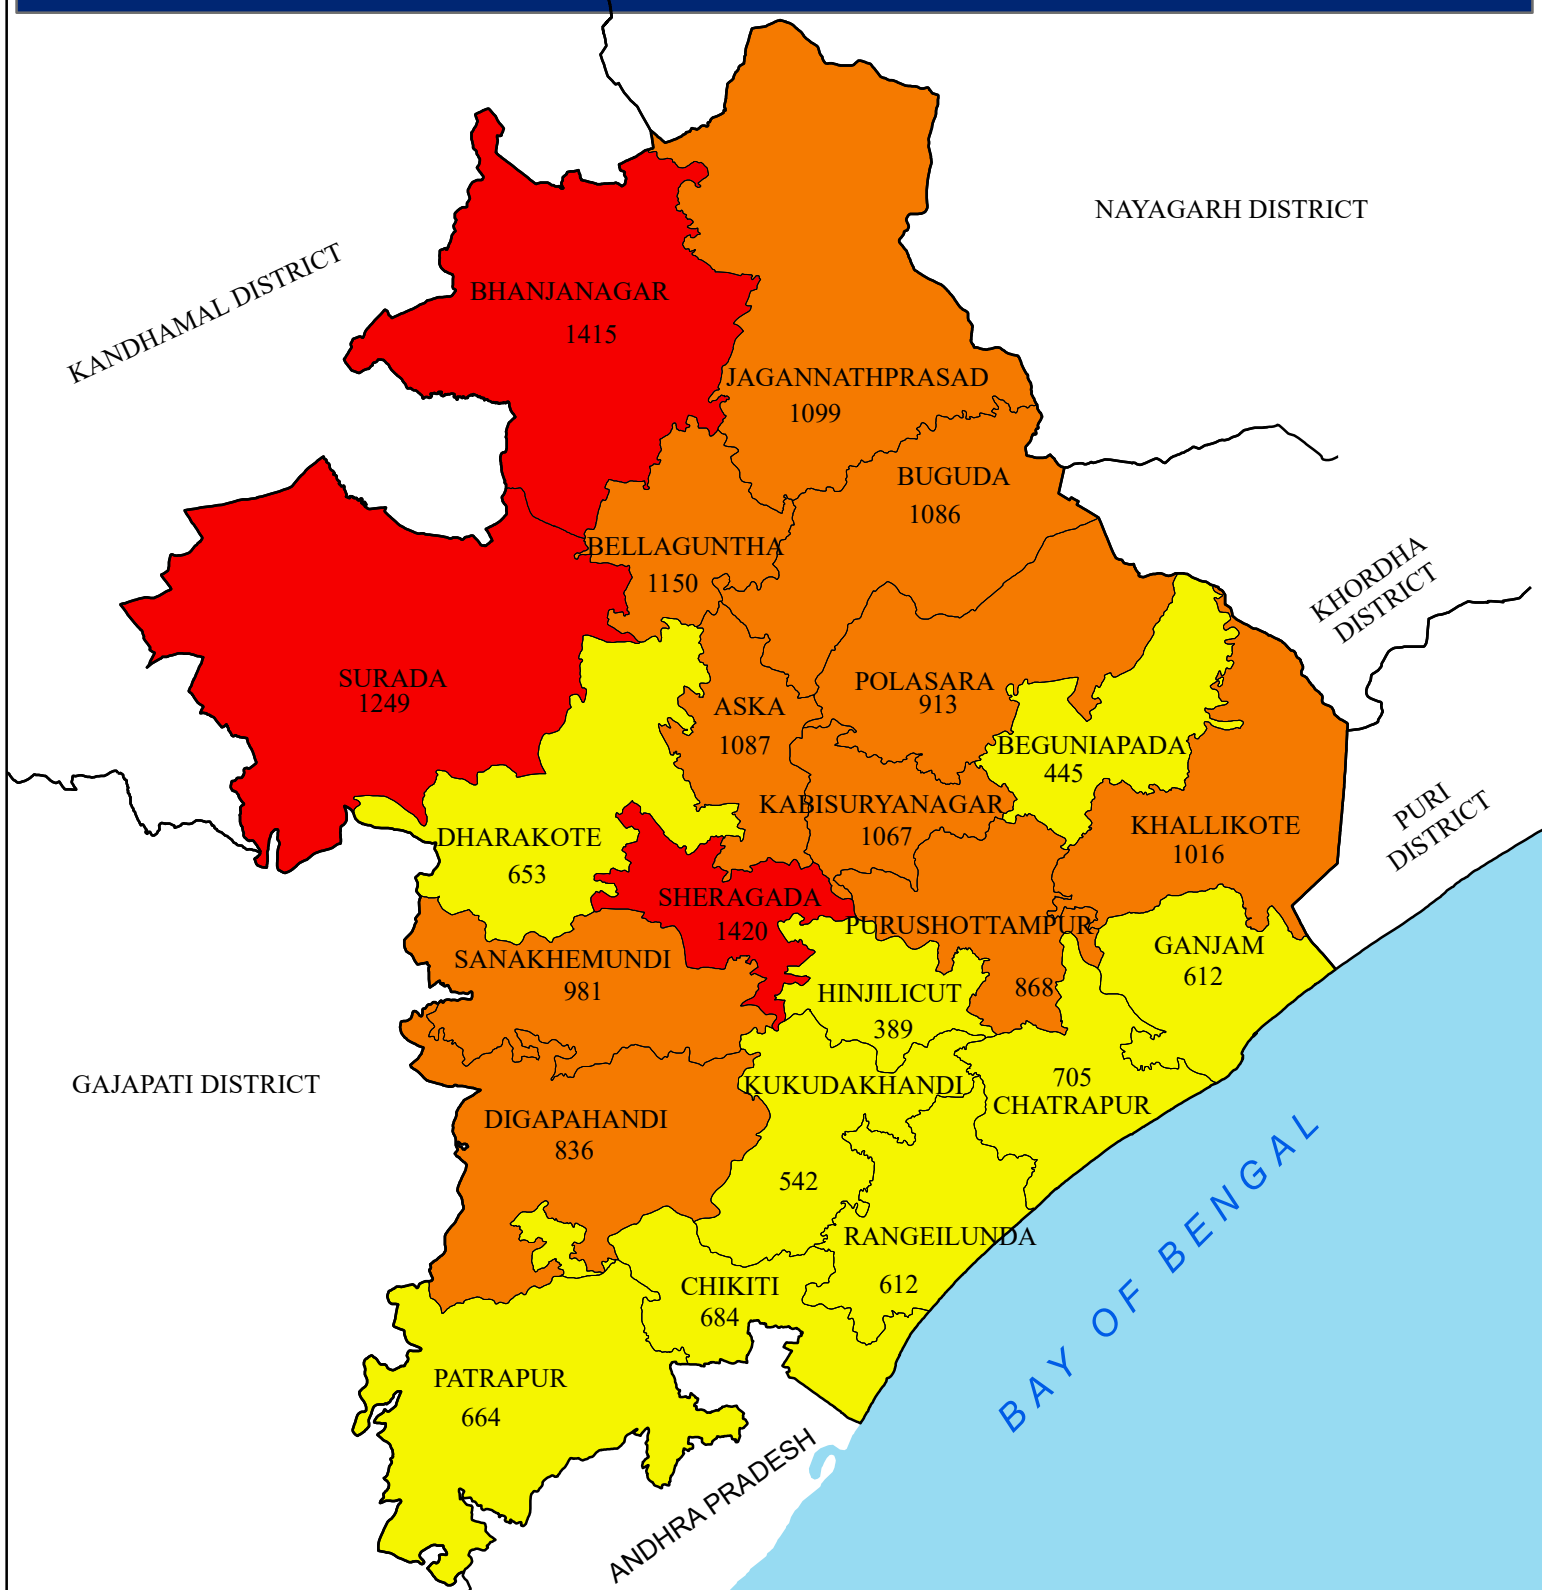 NAYAGARH DISTRICT
KANDHAMAL DISTRICT
BHANJANAGAR
1415
JAGANNATHPRASAD
1099
BUGUDA
1086
BELLAGUNTHA
1150
KHORDHA
DISTRICT
SURADA
1249
POLASARA
913
ASKA
1087
BEGUNIAPADA
445
KABISURYANAGAR
1067
KHALLIKOTE
1016
PURI
DISTRICT
DHARAKOTE
653
SHERAGADA
1420
PURUSHOTTAMPUR
868
GANJAM
612
SANAKHEMUNDI
981
HINJILICUT
389
GAJAPATI DISTRICT
KUKUDAKHANDI
542
705
CHATRAPUR
DIGAPAHANDI
836
RANGEILUNDA
612
CHIKITI
684
PATRAPUR
664
BAY OF BENGAL
ANDHRA PRADESH